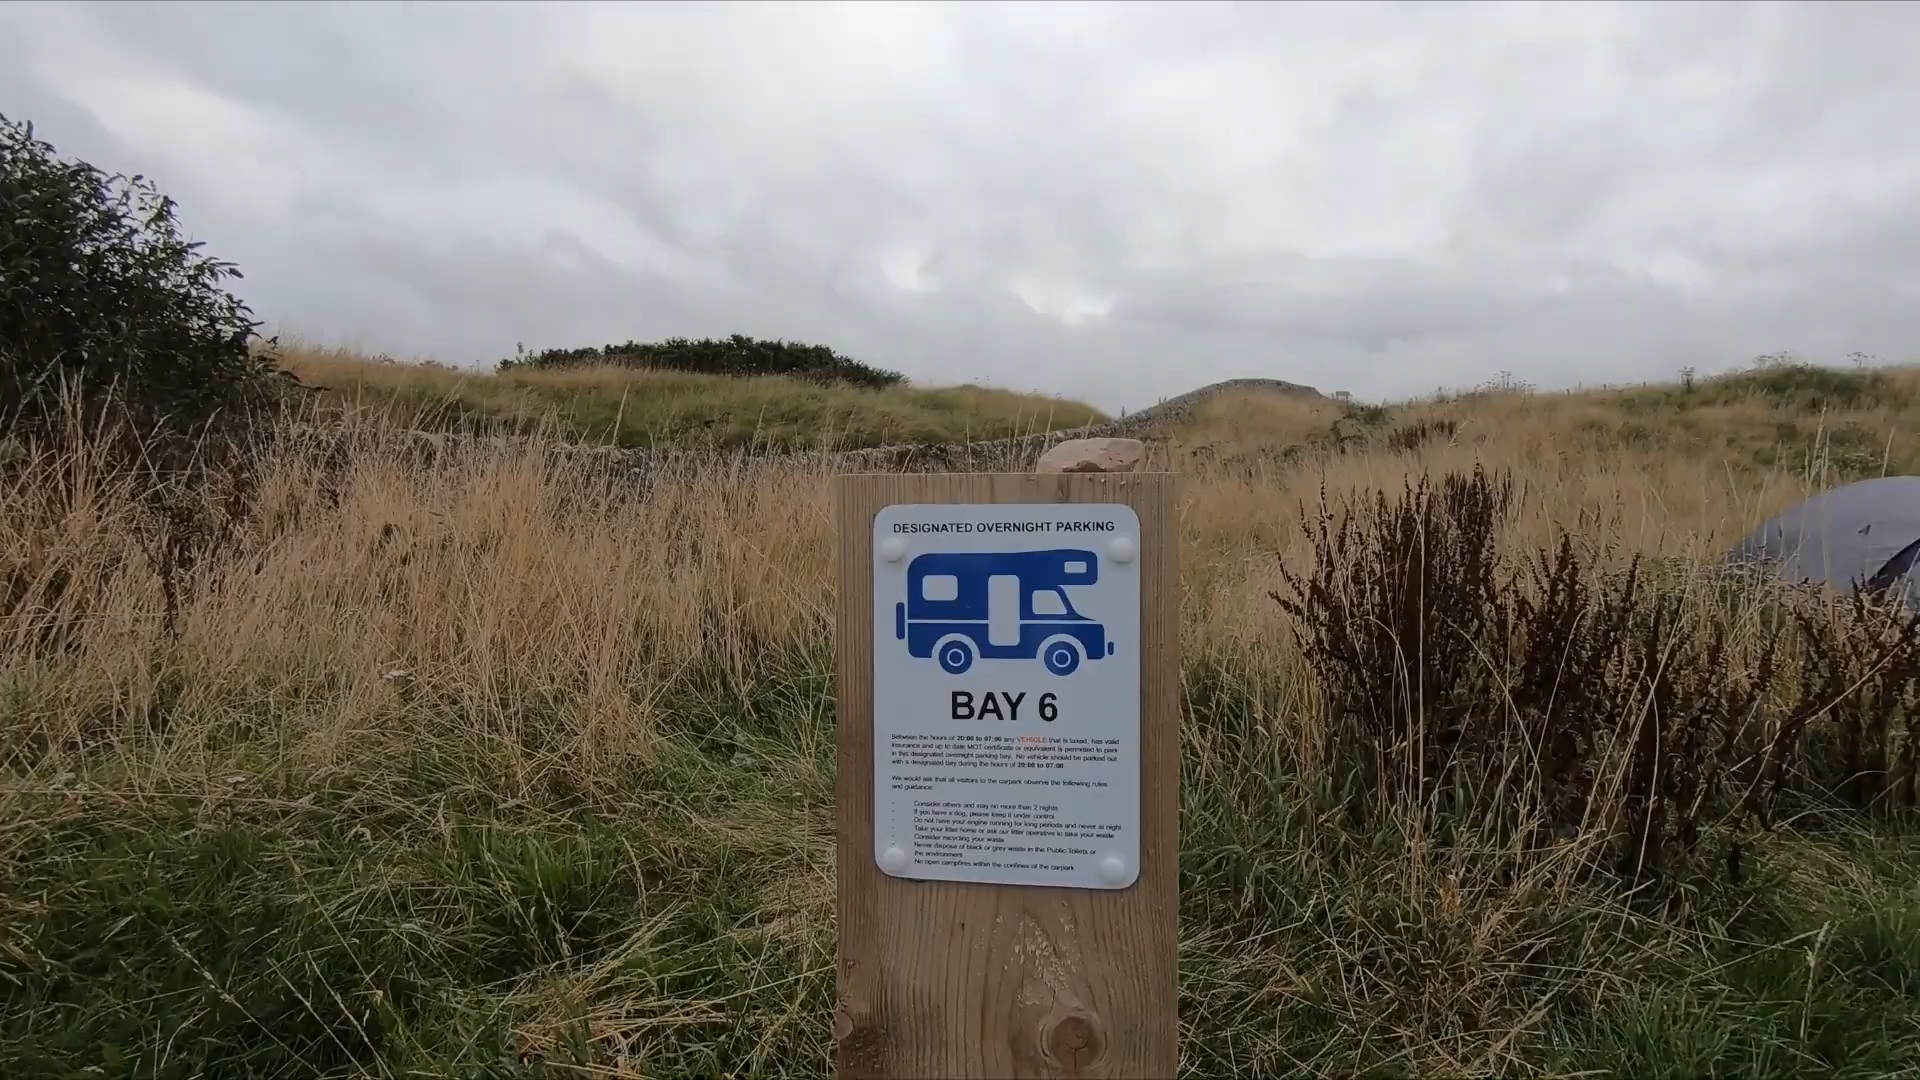 DESIGNATED OVERNIGHT PARKING
BAY 6
Between the hours of 20:00 to 07:00 any VEHICLE that is taxed, has valid
insurance and up to date MOT certificate or equivalent is permitted to park
in this designated overnight parking bay. No vehicle should be parked out
with a designated bay during the hours of 20:00 to 07:00
We would ask that all visitors to the carpark observe the following rules
and guidance:
- Consider others and stay no more than 2 nights
- If you have a dog, please keep it under control
- Do not have your engine running for long periods and never at night
- Take your litter home or ask our litter operative to take your waste
- Consider recycling your waste
- Never dispose of black or grey waste in the Public Toilets or
the environment
No open campfires within the confines of the carpark